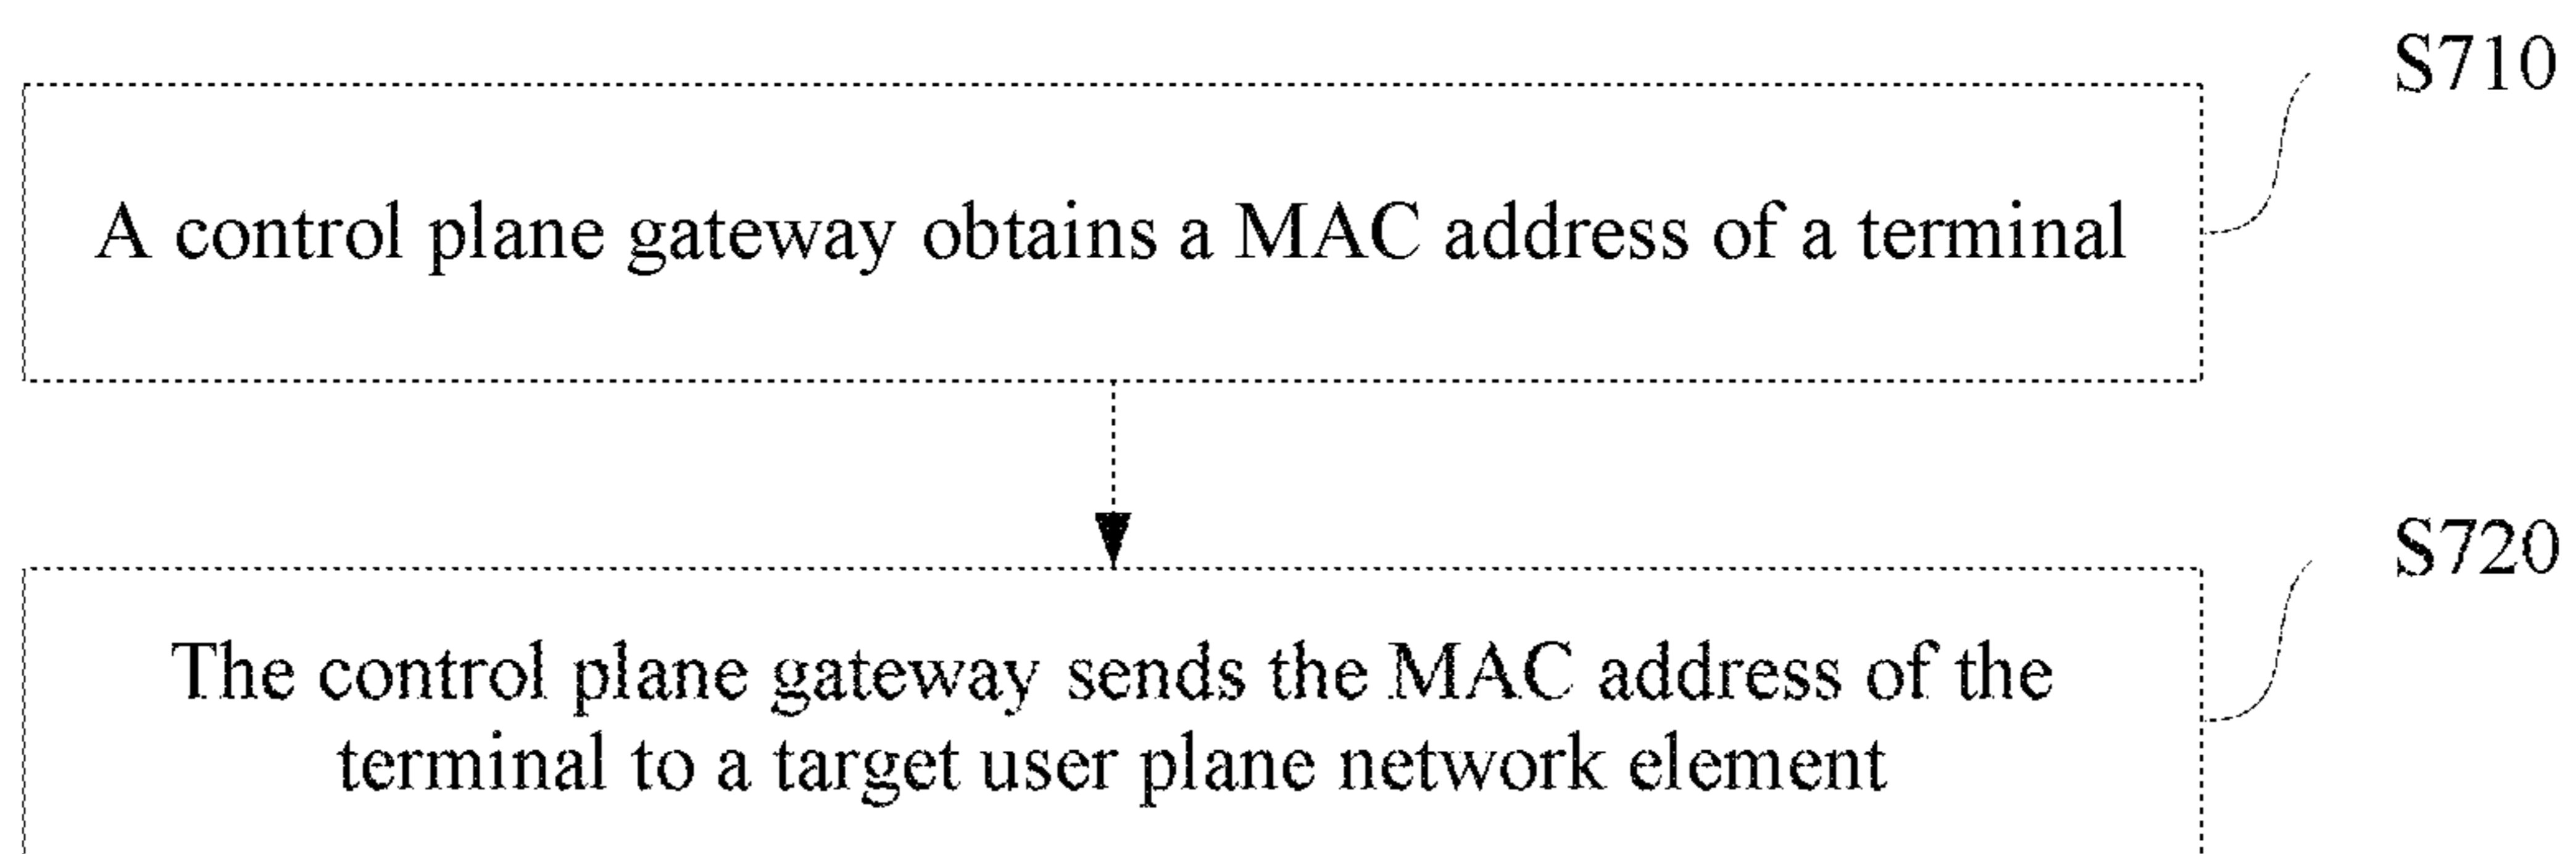 S710
A control plane gateway obtains a MAC address of a terminal
S720
The control plane gateway sends the MAC address of the
terminal to a target user plane network element